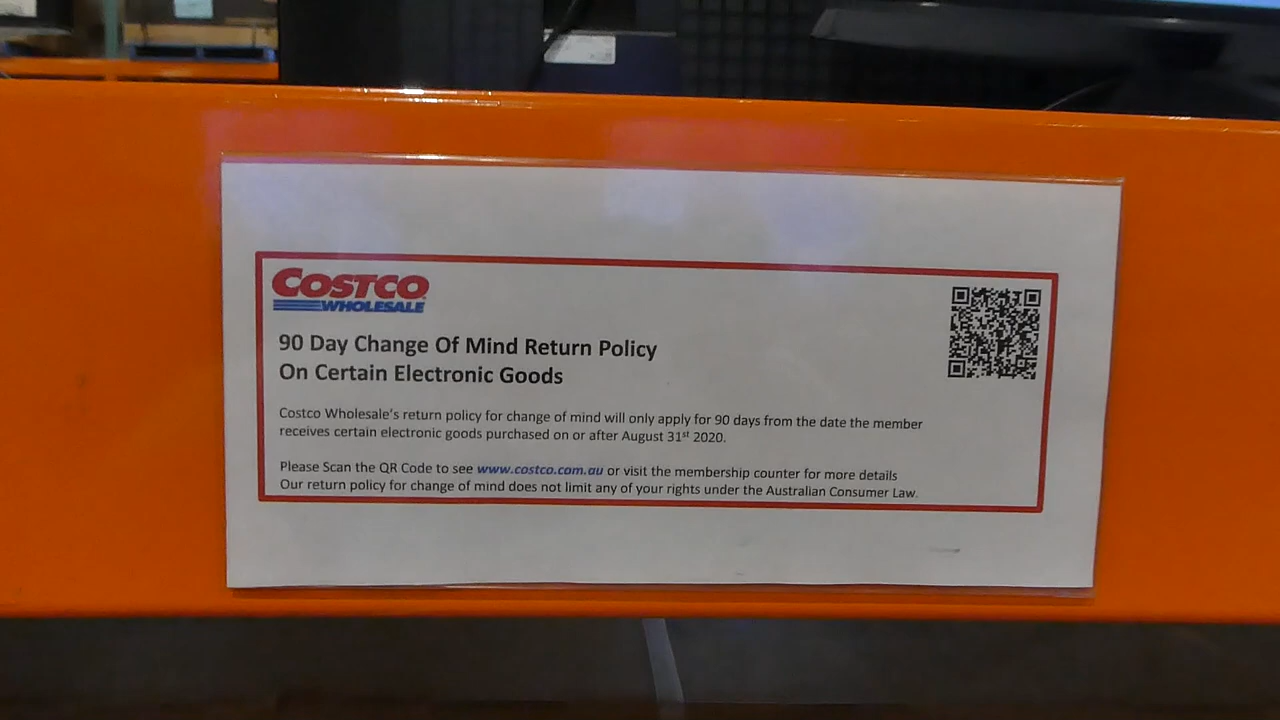 COSTCO
WHOLESALE
90 Day Change Of Mind Return Policy
On Certain Electronic Goods
Costco Wholesale's return policy for change of mind will only apply for 90 days from the date the member
receives certain electronic goods purchased on or after August 31st 2020.
Please Scan the QR Code to see www.costco.com.au or visit the membership counter for more details
Our return policy for change of mind does not limit any of your rights under the Australian Consumer Law.